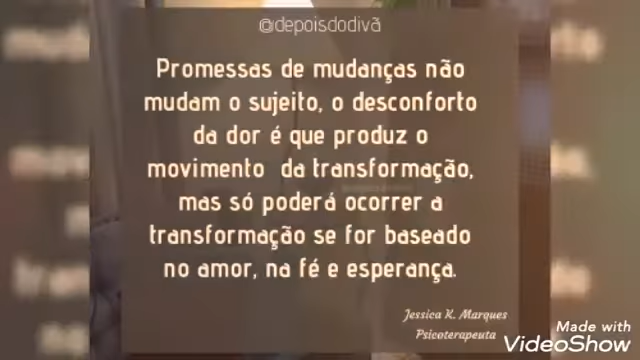 @depoisdodivã
Promessas de mudanças não
mudam o sujeito, o desconforto
da dor é que produz o
movimento da transformação,
mas só poderá ocorrer a
transformação se for baseado
no amor, na fé e esperança.
Jessica K. Marques
Psicoterapeuta
Made with
VideoShow